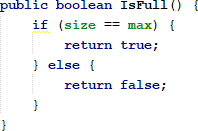 public boolean IsFull() {
    if (size == max) {
        return true;
    } else {
        return false;
    }
}